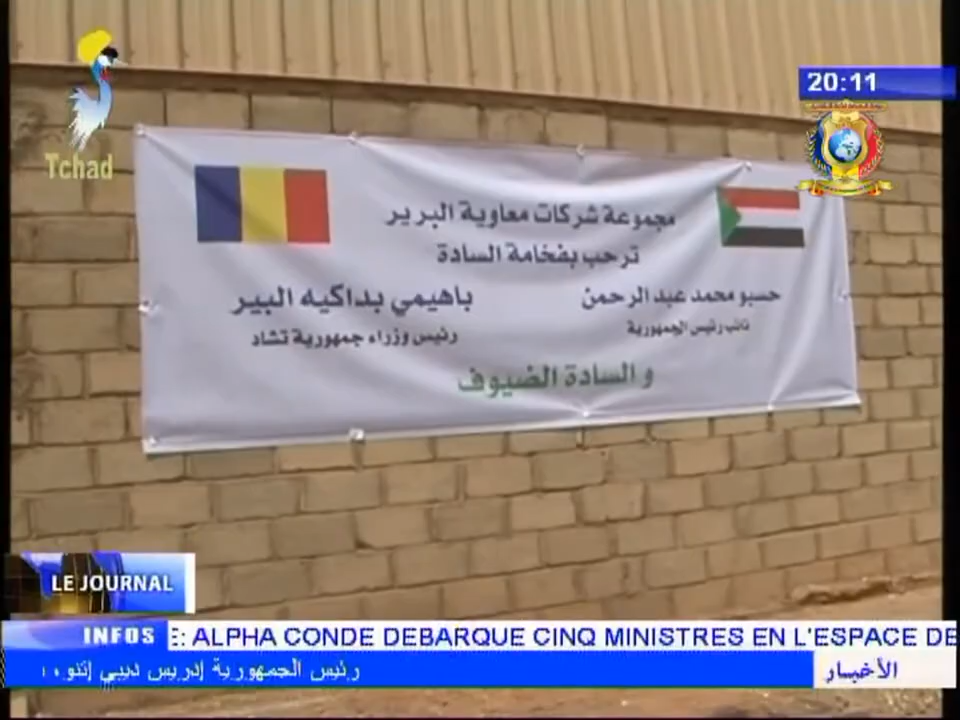 20:11
Tchad
مجموعة شركات معاوية البرير
ترحب بفخامة السادة
حسبو محمد عبد الرحمن
باهيمي بداكيه البير
نائب رئيس الجمهورية
رئيس وزراء جمهورية تشاد
و السادة الضيوف
LE JOURNAL
INFOS
E: ALPHA CONDE DEBARQUE CINQ MINISTRES EN L'ESPACE DE
الأخبار
رئيس الجمهورية إدريس ديبي إتنو